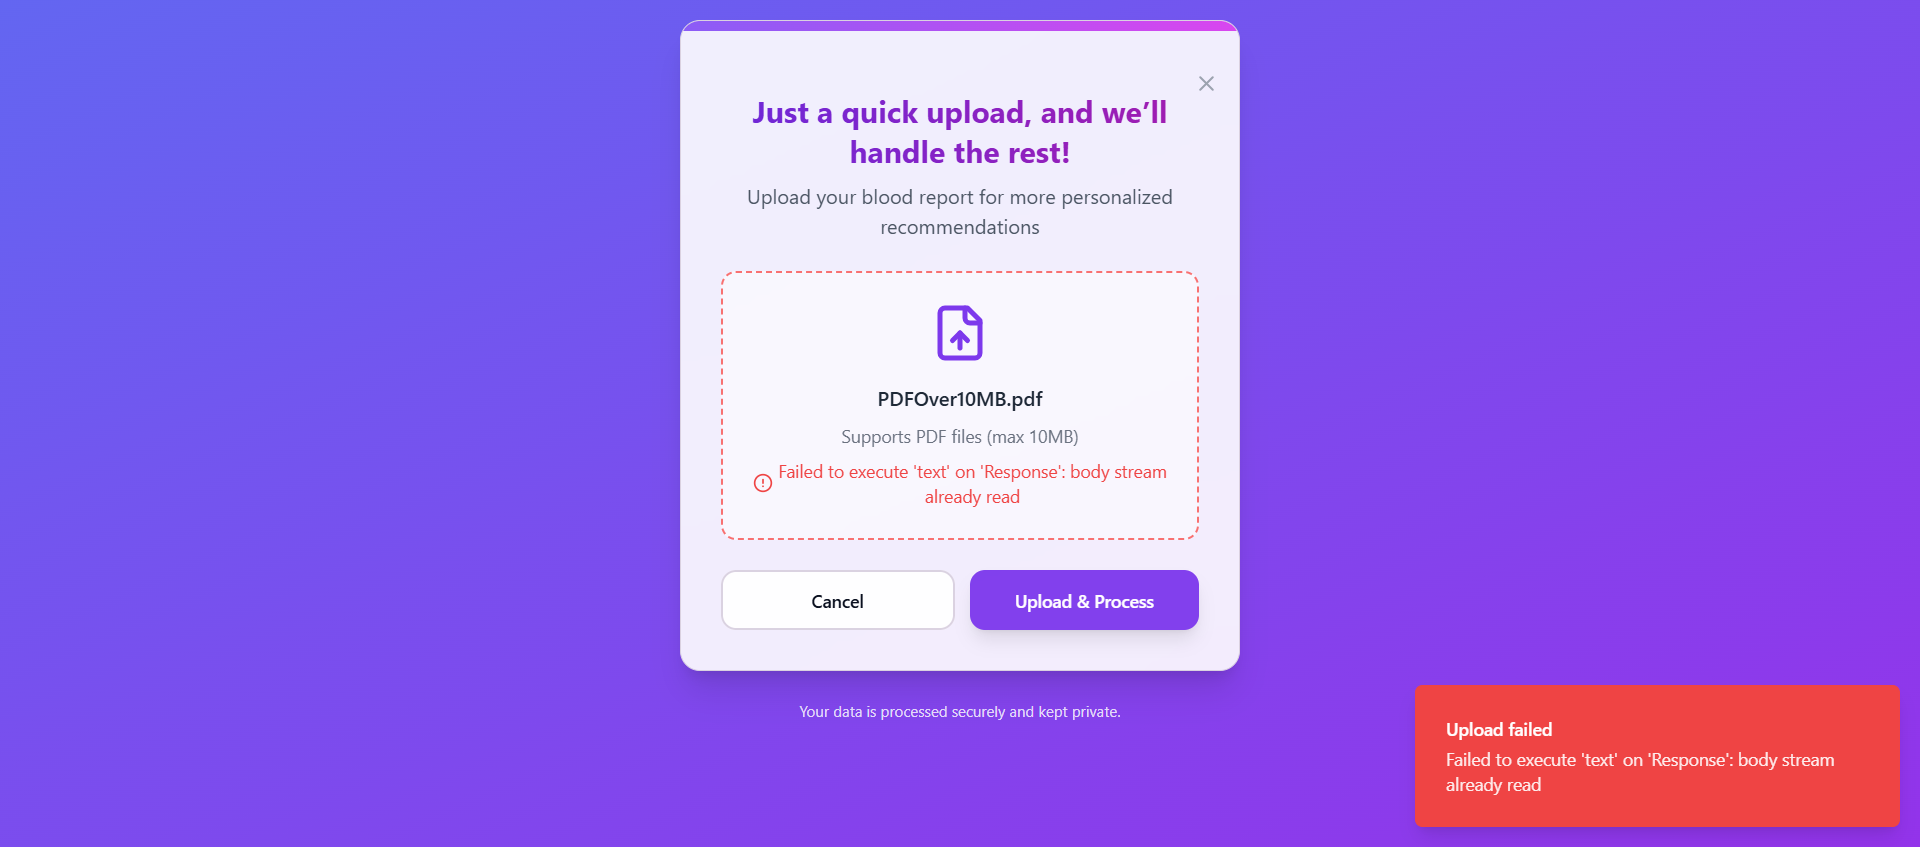 Just a quick upload, and we’ll
handle the rest!
Upload your blood report for more personalized
recommendations
PDFOver10MB.pdf
Supports PDF files (max 10MB)
Failed to execute 'text' on 'Response': body stream
already read
Cancel
Upload & Process
Your data is processed securely and kept private.
Upload failed
Failed to execute 'text' on 'Response': body stream
already read